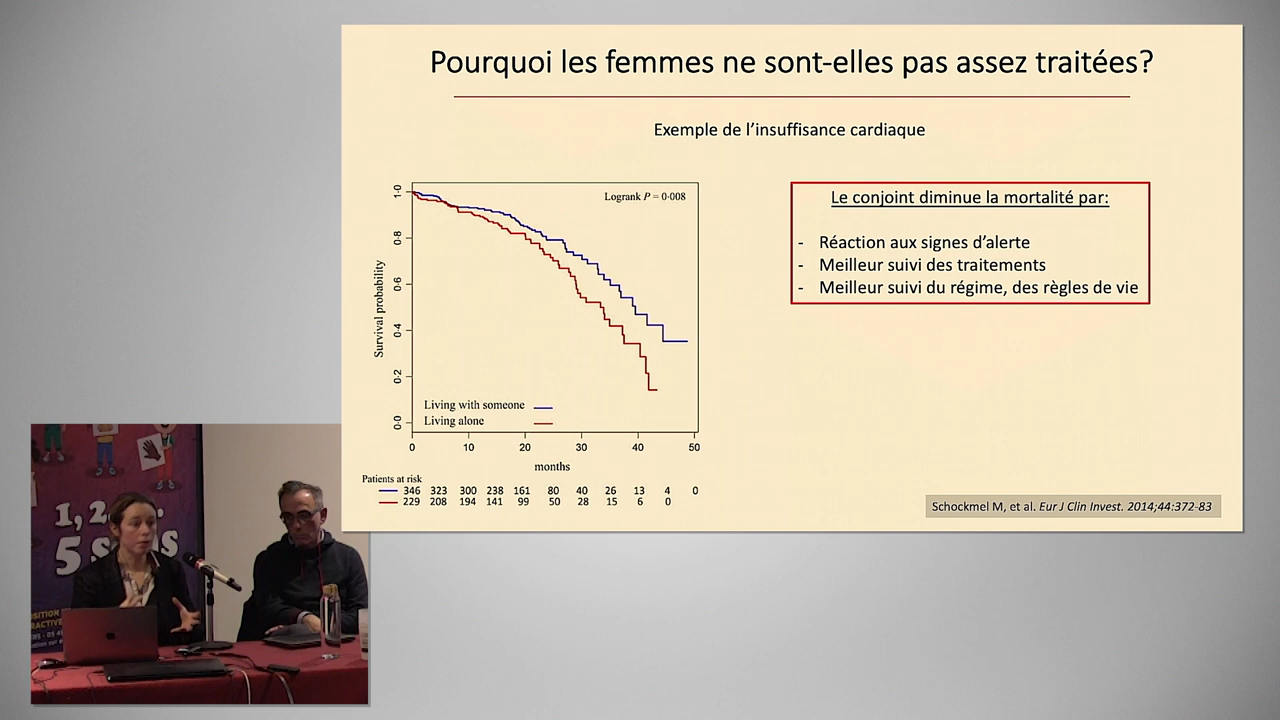 Pourquoi les femmes ne sont-elles pas assez traitées?
Exemple de l'insuffisance cardiaque
Logrank P = 0·008
1·0
0·8
0·6
0·4
0·2
0·0
Survival probability
Living with someone
Living alone
0 10 20 30 40 50
months
Patients at risk
346 323 300 238 161 80 40 26 13 4 0
229 208 194 141 99 50 28 15 6 0
Le conjoint diminue la mortalité par:
- Réaction aux signes d'alerte
- Meilleur suivi des traitements
- Meilleur suivi du régime, des règles de vie
Schockmel M, et al. Eur J Clin Invest. 2014;44:372-83
1, 2,
5